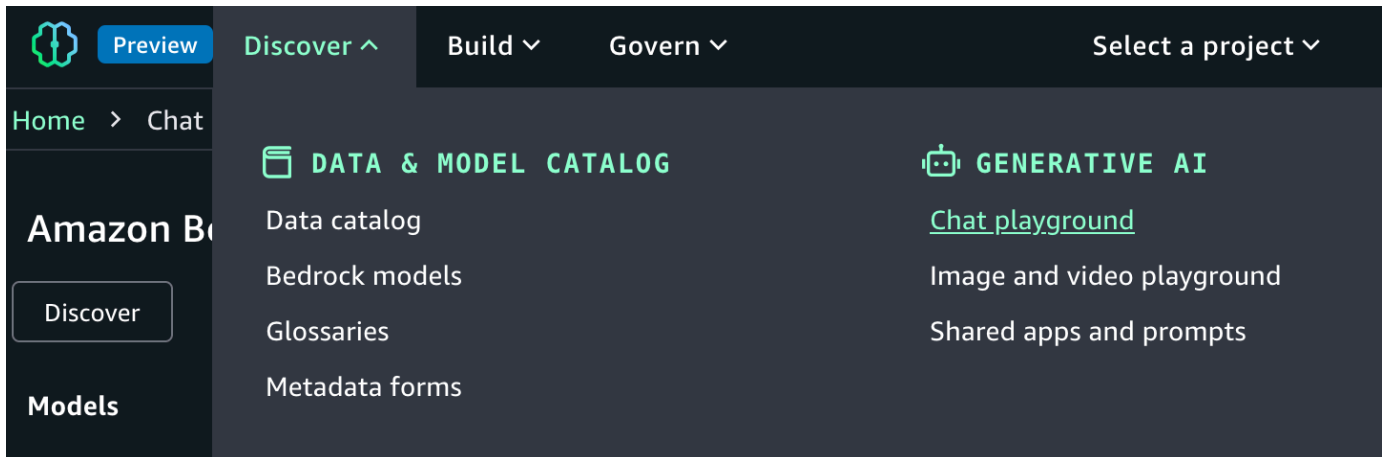 Preview Discover Build Govern Select a project
Home > Chat
DATA & MODEL CATALOG GENERATIVE AI
Amazon Be
Data catalog Chat playground
Bedrock models Image and video playground
Discover
Glossaries Shared apps and prompts
Metadata forms
Models